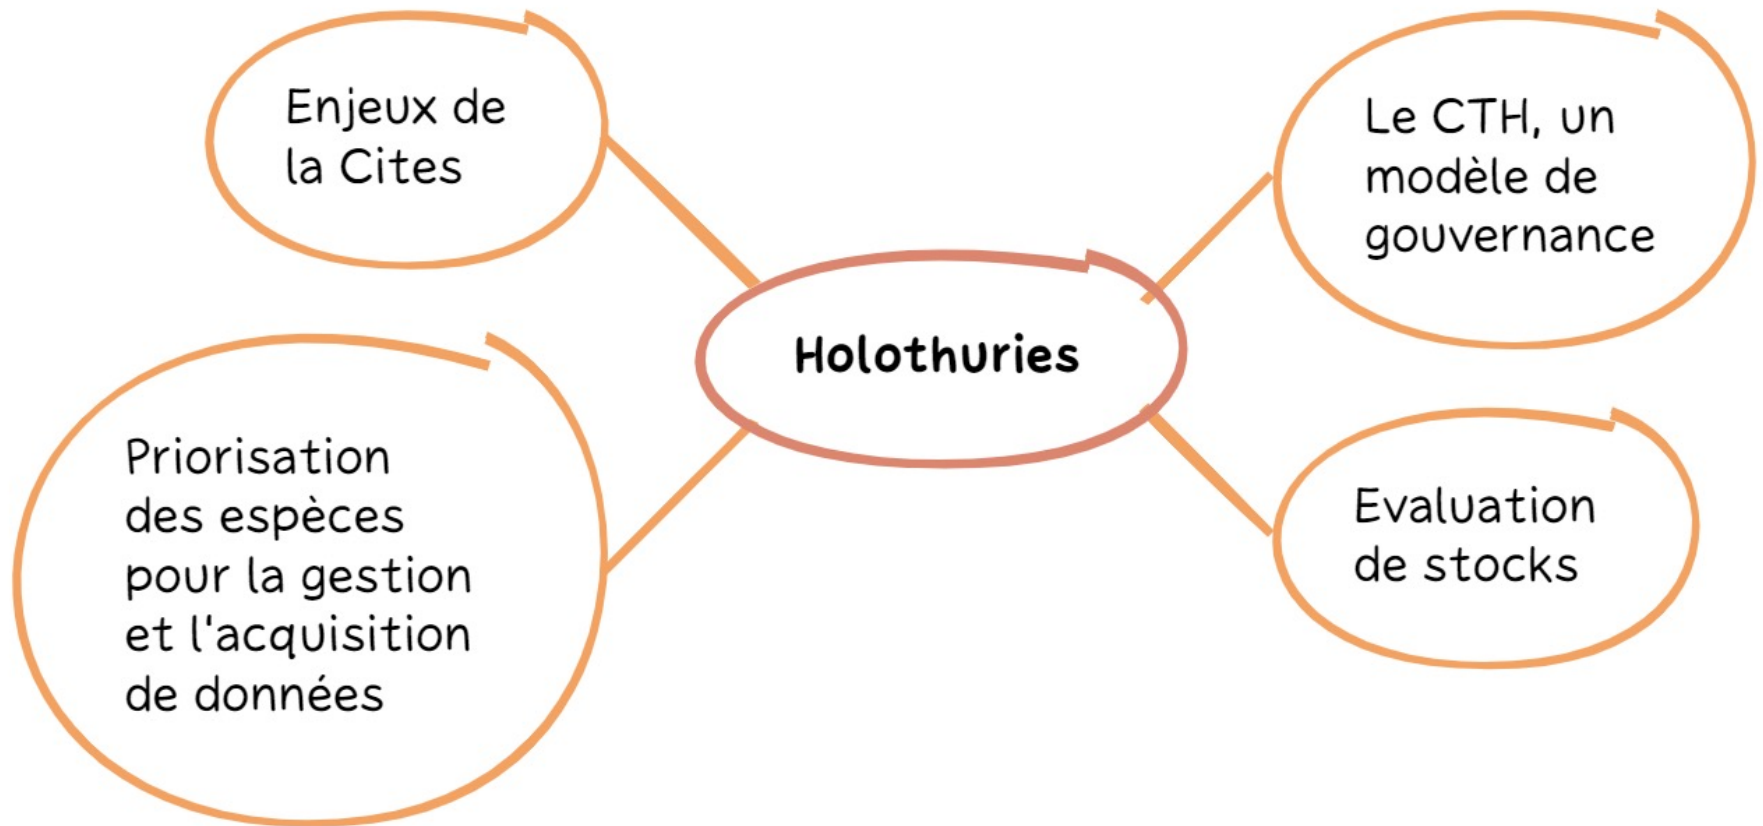 Enjeux de
la Cites
Le CTH, un
modèle de
gouvernance
Holothuries
Priorisation
des espèces
pour la gestion
et l'acquisition
de données
Evaluation
de stocks